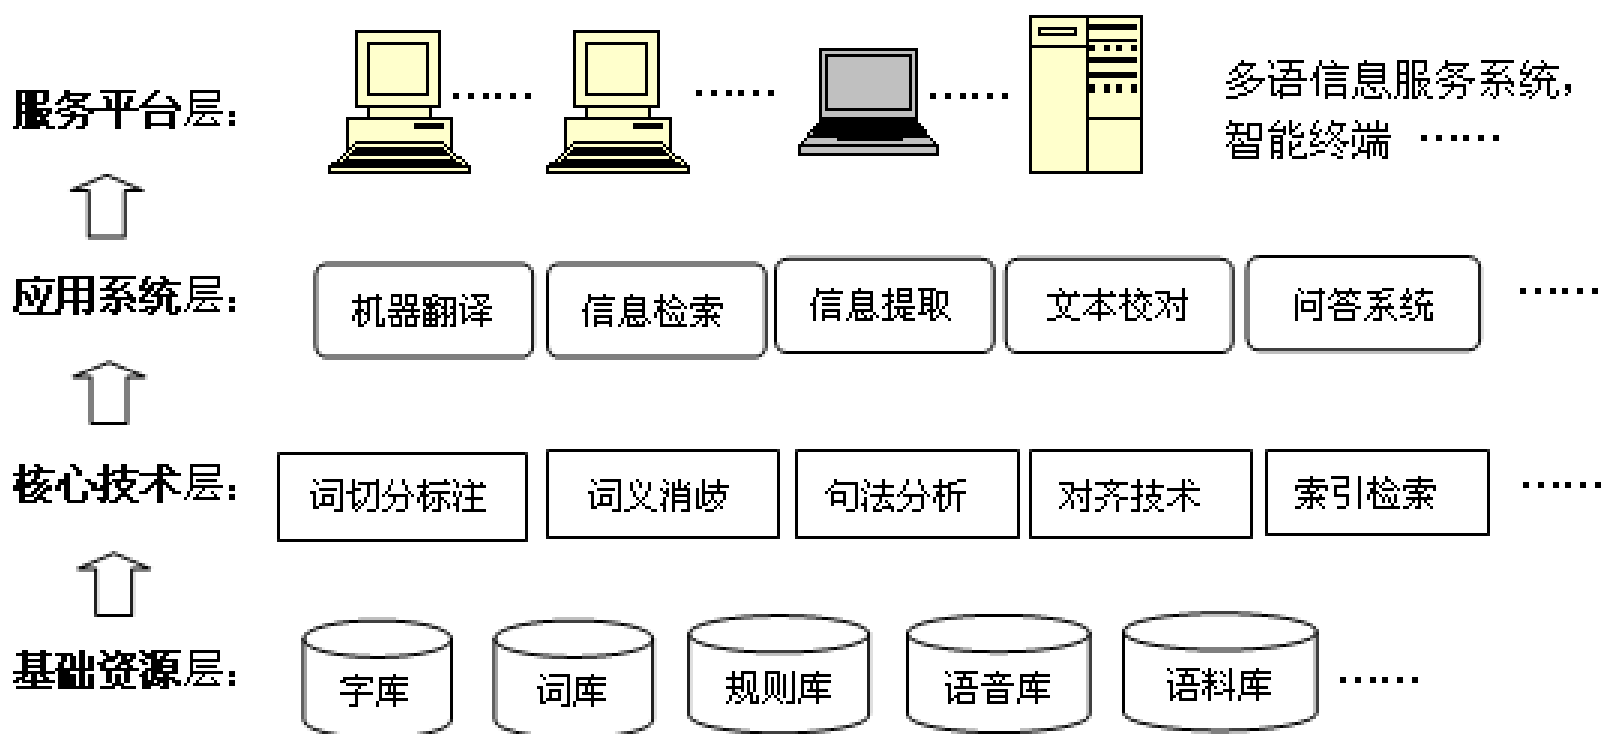 服务平台层：
多语信息服务系统，
智能终端 ……
应用系统层：
机器翻译 信息检索 信息提取 文本校对 问答系统 ……
核心技术层：
词切分标注 词义消歧 句法分析 对齐技术 索引检索 ……
基础资源层：
字库 词库 规则库 语音库 语料库 ……